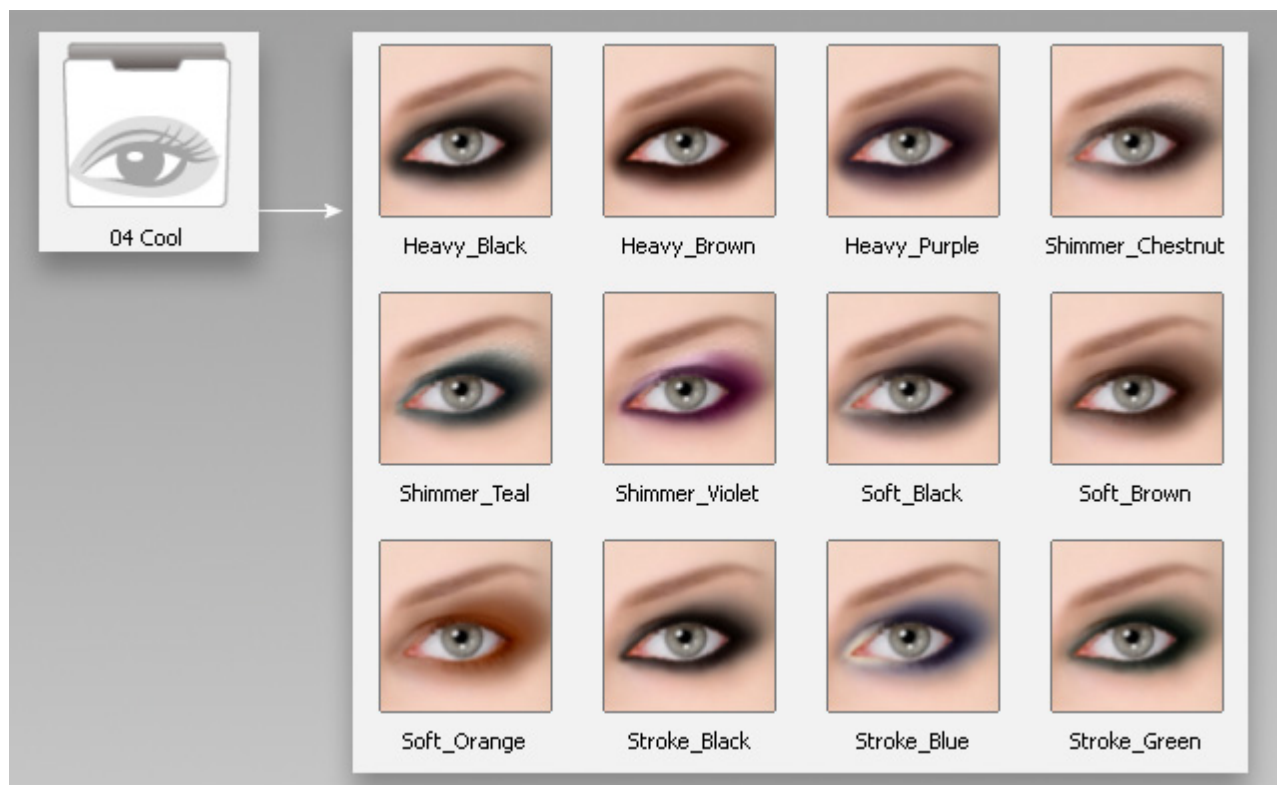 04 Cool
Heavy_Black
Heavy_Brown
Heavy_Purple
Shimmer_Chestnut
Shimmer_Teal
Shimmer_Violet
Soft_Black
Soft_Brown
Soft_Orange
Stroke_Black
Stroke_Blue
Stroke_Green